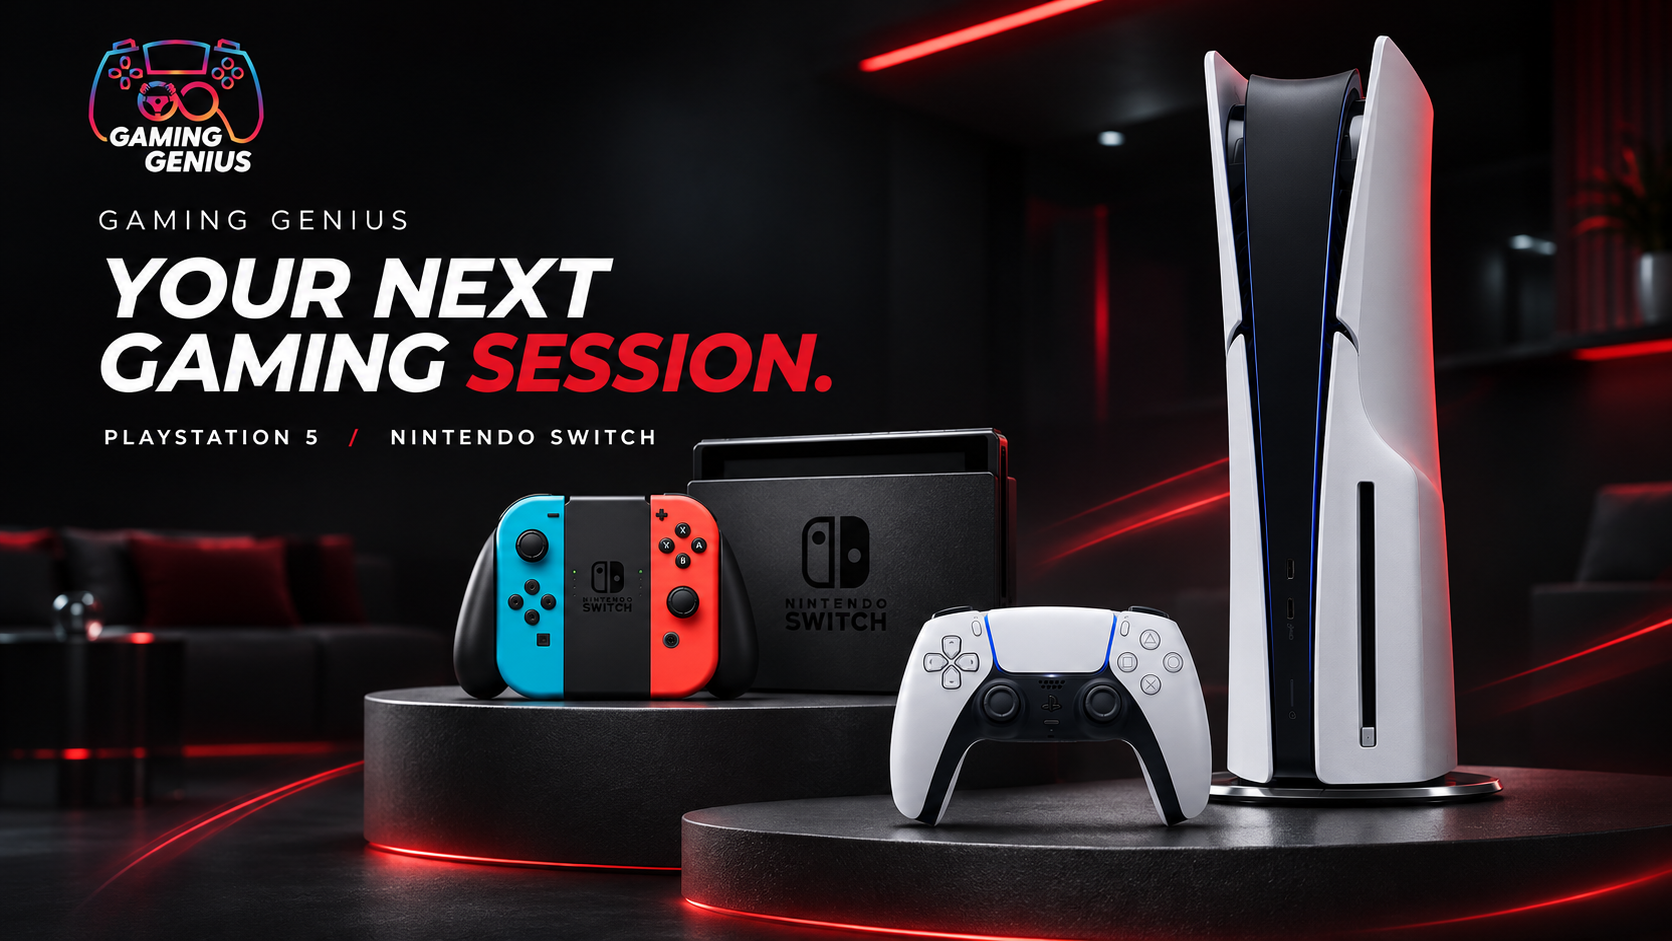 GAMING
GENIUS
GAMING GENIUS
YOUR NEXT
GAMING SESSION.
PLAYSTATION 5 / NINTENDO SWITCH
NINTENDO
SWITCH
NINTENDO
SWITCH
X
Y A
B